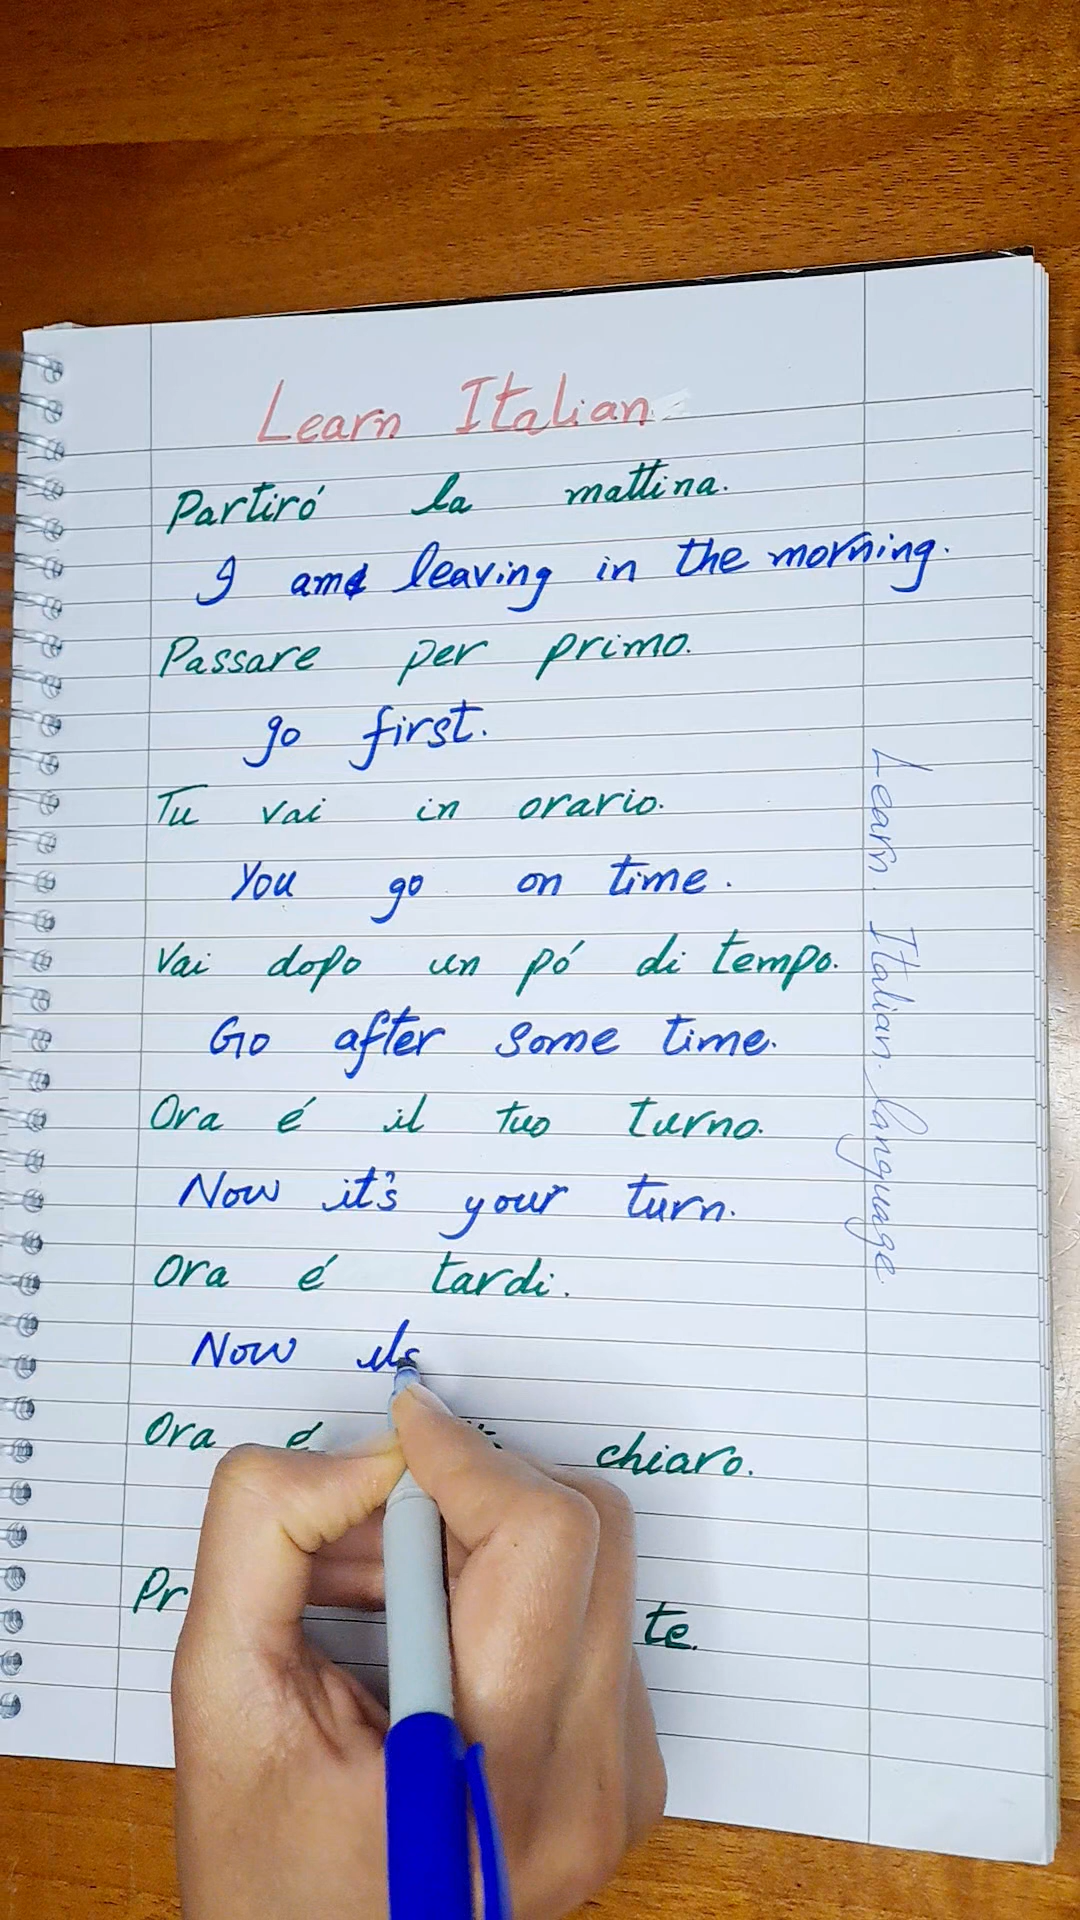 Learn Italian
Partiró la mattina.
I am leaving in the morning.
Passare per primo.
go first.
Tu vai in orario.
You go on time.
Vai dopo un pó di tempo.
Go after some time.
Ora é il tuo turno.
Now it's your turn.
Ora é tardi.
Now its
Ora é chiaro.
te.
Learn Italian language